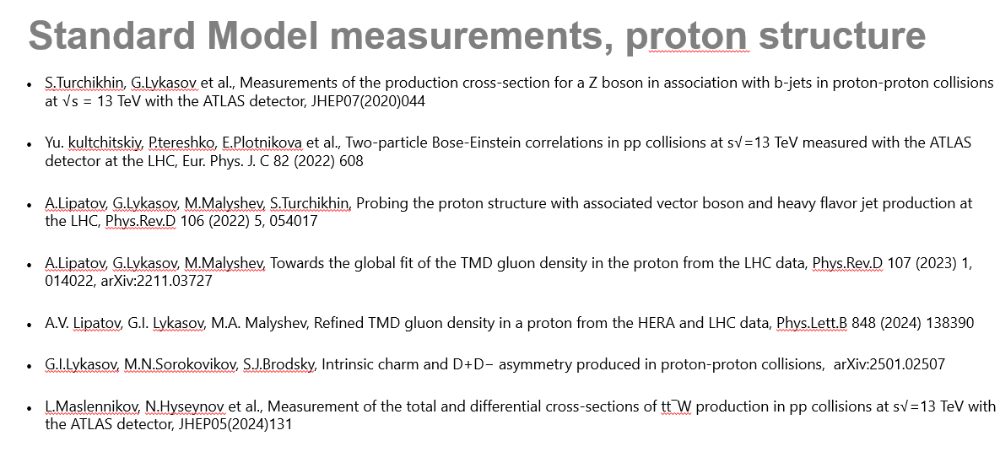 Standard Model measurements, proton structure
• S.Turchikhin, G.Lykasov et al., Measurements of the production cross-section for a Z boson in association with b-jets in proton-proton collisions
at √s = 13 TeV with the ATLAS detector, JHEP07(2020)044
• Yu. kultchitskiy, P.tereshko, E.Plotnikova et al., Two-particle Bose-Einstein correlations in pp collisions at s√=13 TeV measured with the ATLAS
detector at the LHC, Eur. Phys. J. C 82 (2022) 608
• A.Lipatov, G.Lykasov, M.Malyshev, S.Turchikhin, Probing the proton structure with associated vector boson and heavy flavor jet production at
the LHC, Phys.Rev.D 106 (2022) 5, 054017
• A.Lipatov, G.Lykasov, M.Malyshev, Towards the global fit of the TMD gluon density in the proton from the LHC data, Phys.Rev.D 107 (2023) 1,
014022, arXiv:2211.03727
• A.V. Lipatov, G.I. Lykasov, M.A. Malyshev, Refined TMD gluon density in a proton from the HERA and LHC data, Phys.Lett.B 848 (2024) 138390
• G.I.Lykasov, M.N.Sorokovikov, S.J.Brodsky, Intrinsic charm and D+D− asymmetry produced in proton-proton collisions, arXiv:2501.02507
• L.Maslennikov, N.Hyseynov et al., Measurement of the total and differential cross-sections of tt¯W production in pp collisions at s√=13 TeV with
the ATLAS detector, JHEP05(2024)131